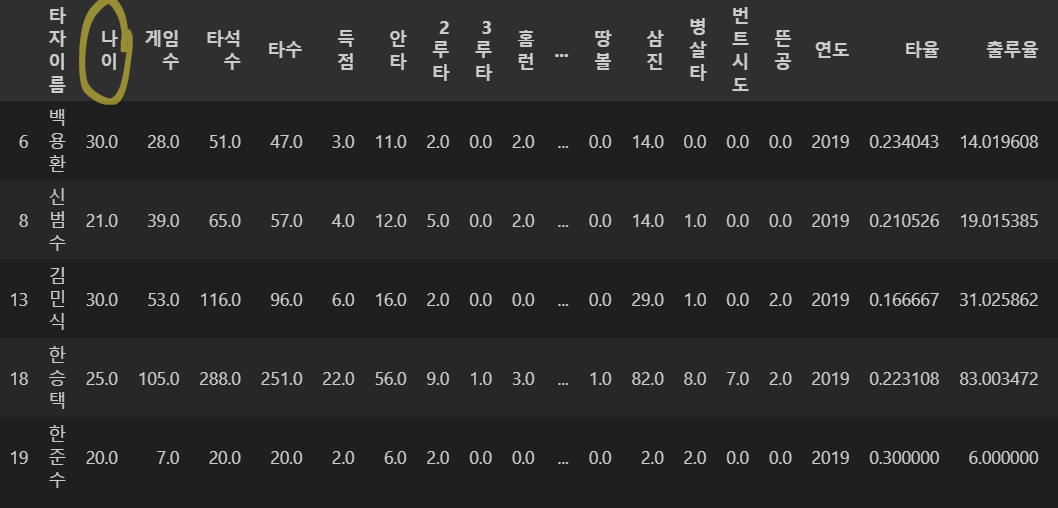 타자이름 나이 게임수 타석수 타수 득점 안타 2루타 3루타 홈런 ... 땅볼 삼진 병살타 번트시도 뜬공 연도 타율 출루율
6 백용환 30.0 28.0 51.0 47.0 3.0 11.0 2.0 0.0 2.0 ... 0.0 14.0 0.0 0.0 0.0 2019 0.234043 14.019608
8 신범수 21.0 39.0 65.0 57.0 4.0 12.0 5.0 0.0 2.0 ... 0.0 14.0 1.0 0.0 0.0 2019 0.210526 19.015385
13 김민식 30.0 53.0 116.0 96.0 6.0 16.0 2.0 0.0 0.0 ... 0.0 29.0 1.0 0.0 2.0 2019 0.166667 31.025862
18 한승택 25.0 105.0 288.0 251.0 22.0 56.0 9.0 1.0 3.0 ... 1.0 82.0 8.0 7.0 2.0 2019 0.223108 83.003472
19 한준수 20.0 7.0 20.0 20.0 2.0 6.0 2.0 0.0 0.0 ... 0.0 2.0 2.0 0.0 0.0 2019 0.300000 6.000000